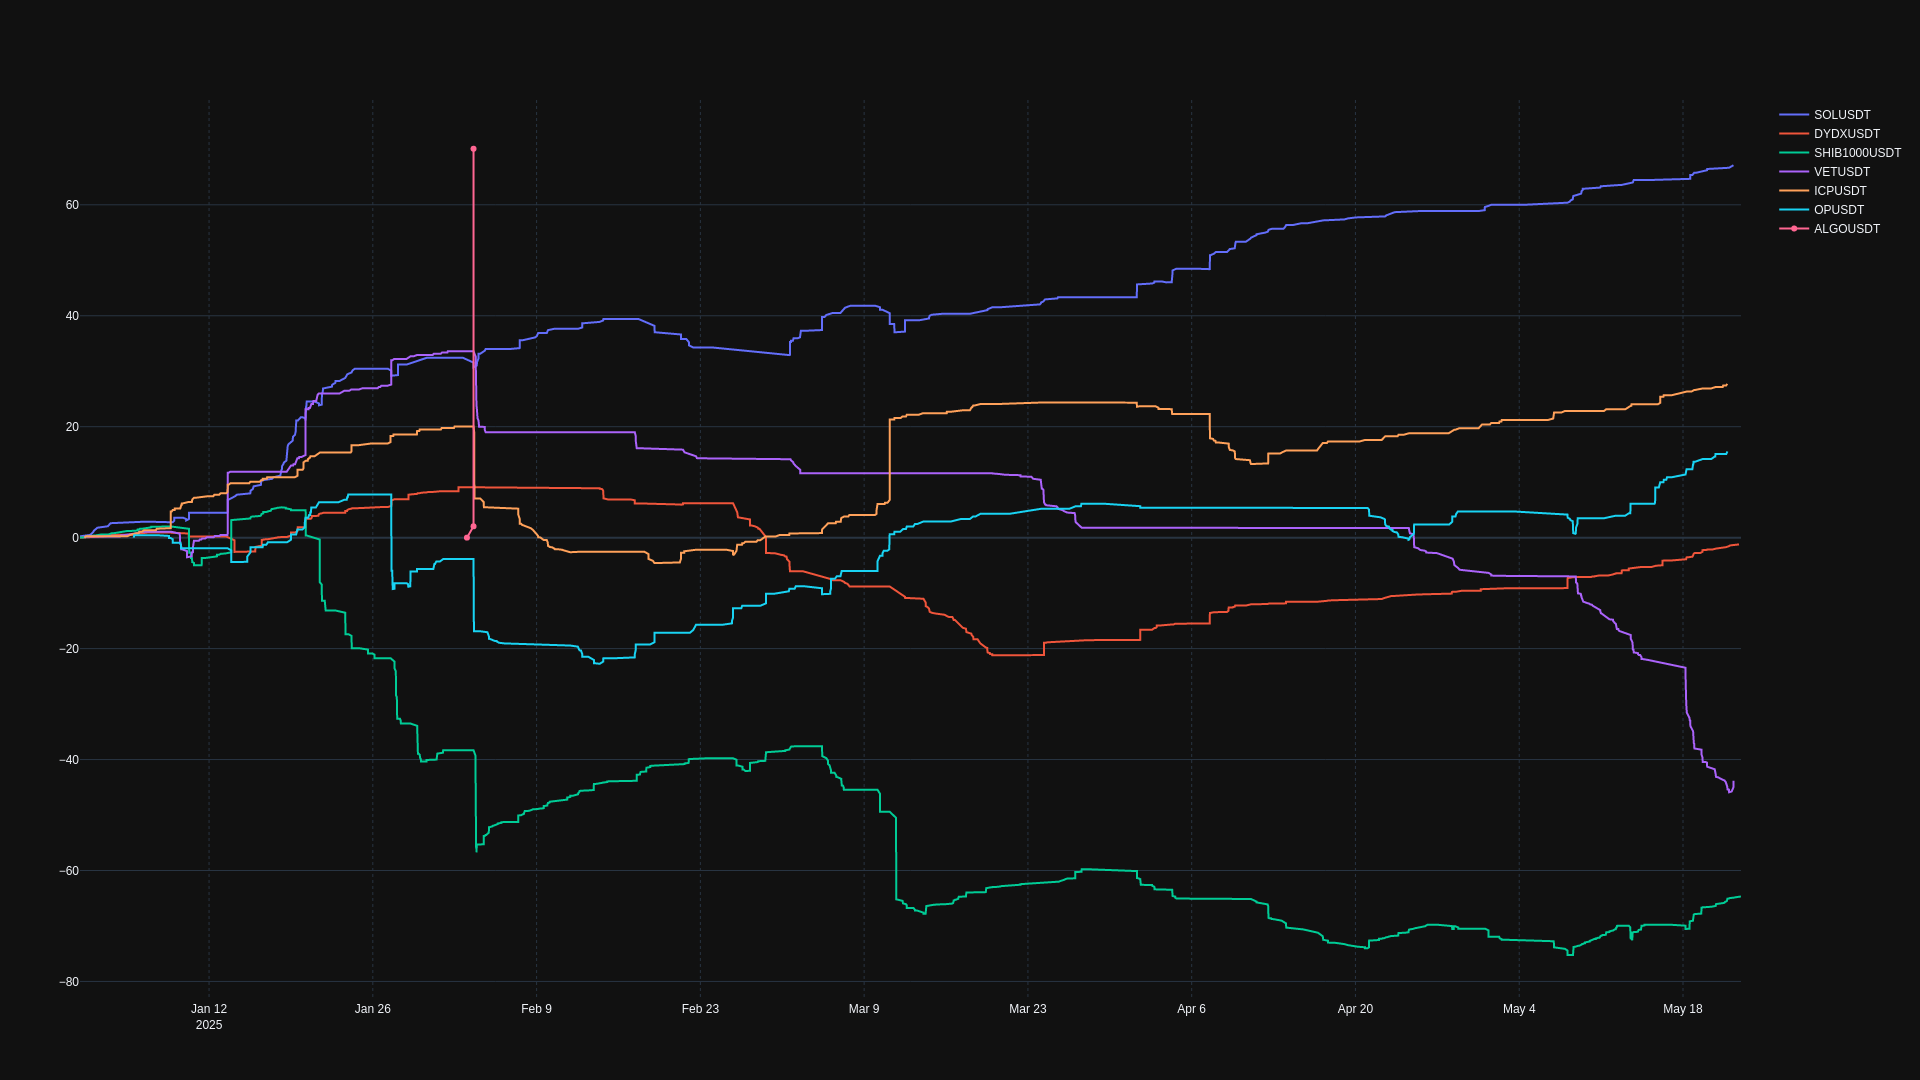 SOLUSDT
DYDXUSDT
SHIB1000USDT
VETUSDT
ICPUSDT
OPUSDT
ALGOUSDT
60
40
20
0
−20
−40
−60
−80
Jan 12 Jan 26 Feb 9 Feb 23 Mar 9 Mar 23 Apr 6 Apr 20 May 4 May 18
2025